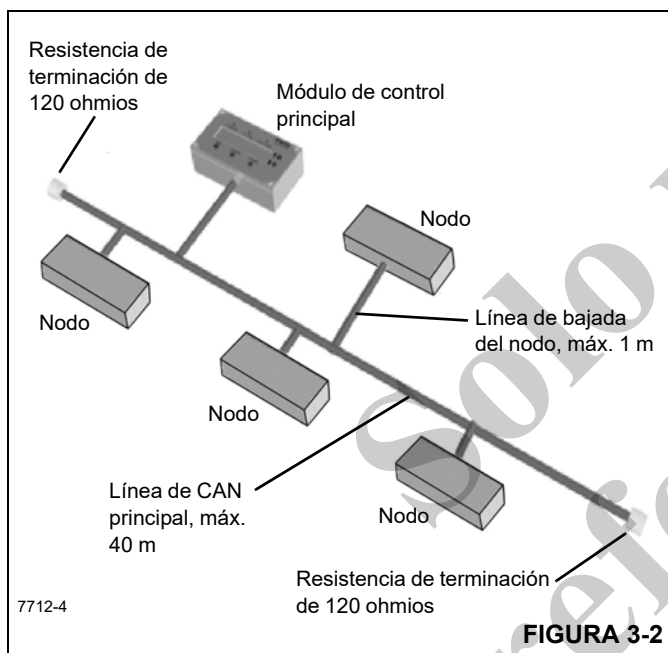 Resistencia de
terminación de
120 ohmios
Módulo de control
principal
Nodo
Nodo
Línea de bajada
del nodo, máx. 1 m
Nodo
Línea de CAN
principal, máx.
40 m
Nodo
Resistencia de terminación
de 120 ohmios
7712-4
FIGURA 3-2
Solo
refe